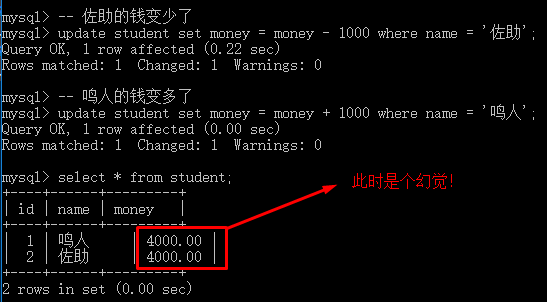 mysql> -- 佐助的钱变少了
mysql> update student set money = money - 1000 where name = '佐助';
Query OK, 1 row affected (0.22 sec)
Rows matched: 1  Changed: 1  Warnings: 0
mysql> -- 鸣人的钱变多了
mysql> update student set money = money + 1000 where name = '鸣人';
Query OK, 1 row affected (0.00 sec)
Rows matched: 1  Changed: 1  Warnings: 0
mysql> select * from student;
此时是个幻觉！
+----+------+---------+
| id | name | money   |
+----+------+---------+
|  1 | 鸣人 | 4000.00 |
|  2 | 佐助 | 4000.00 |
+----+------+---------+
2 rows in set (0.00 sec)